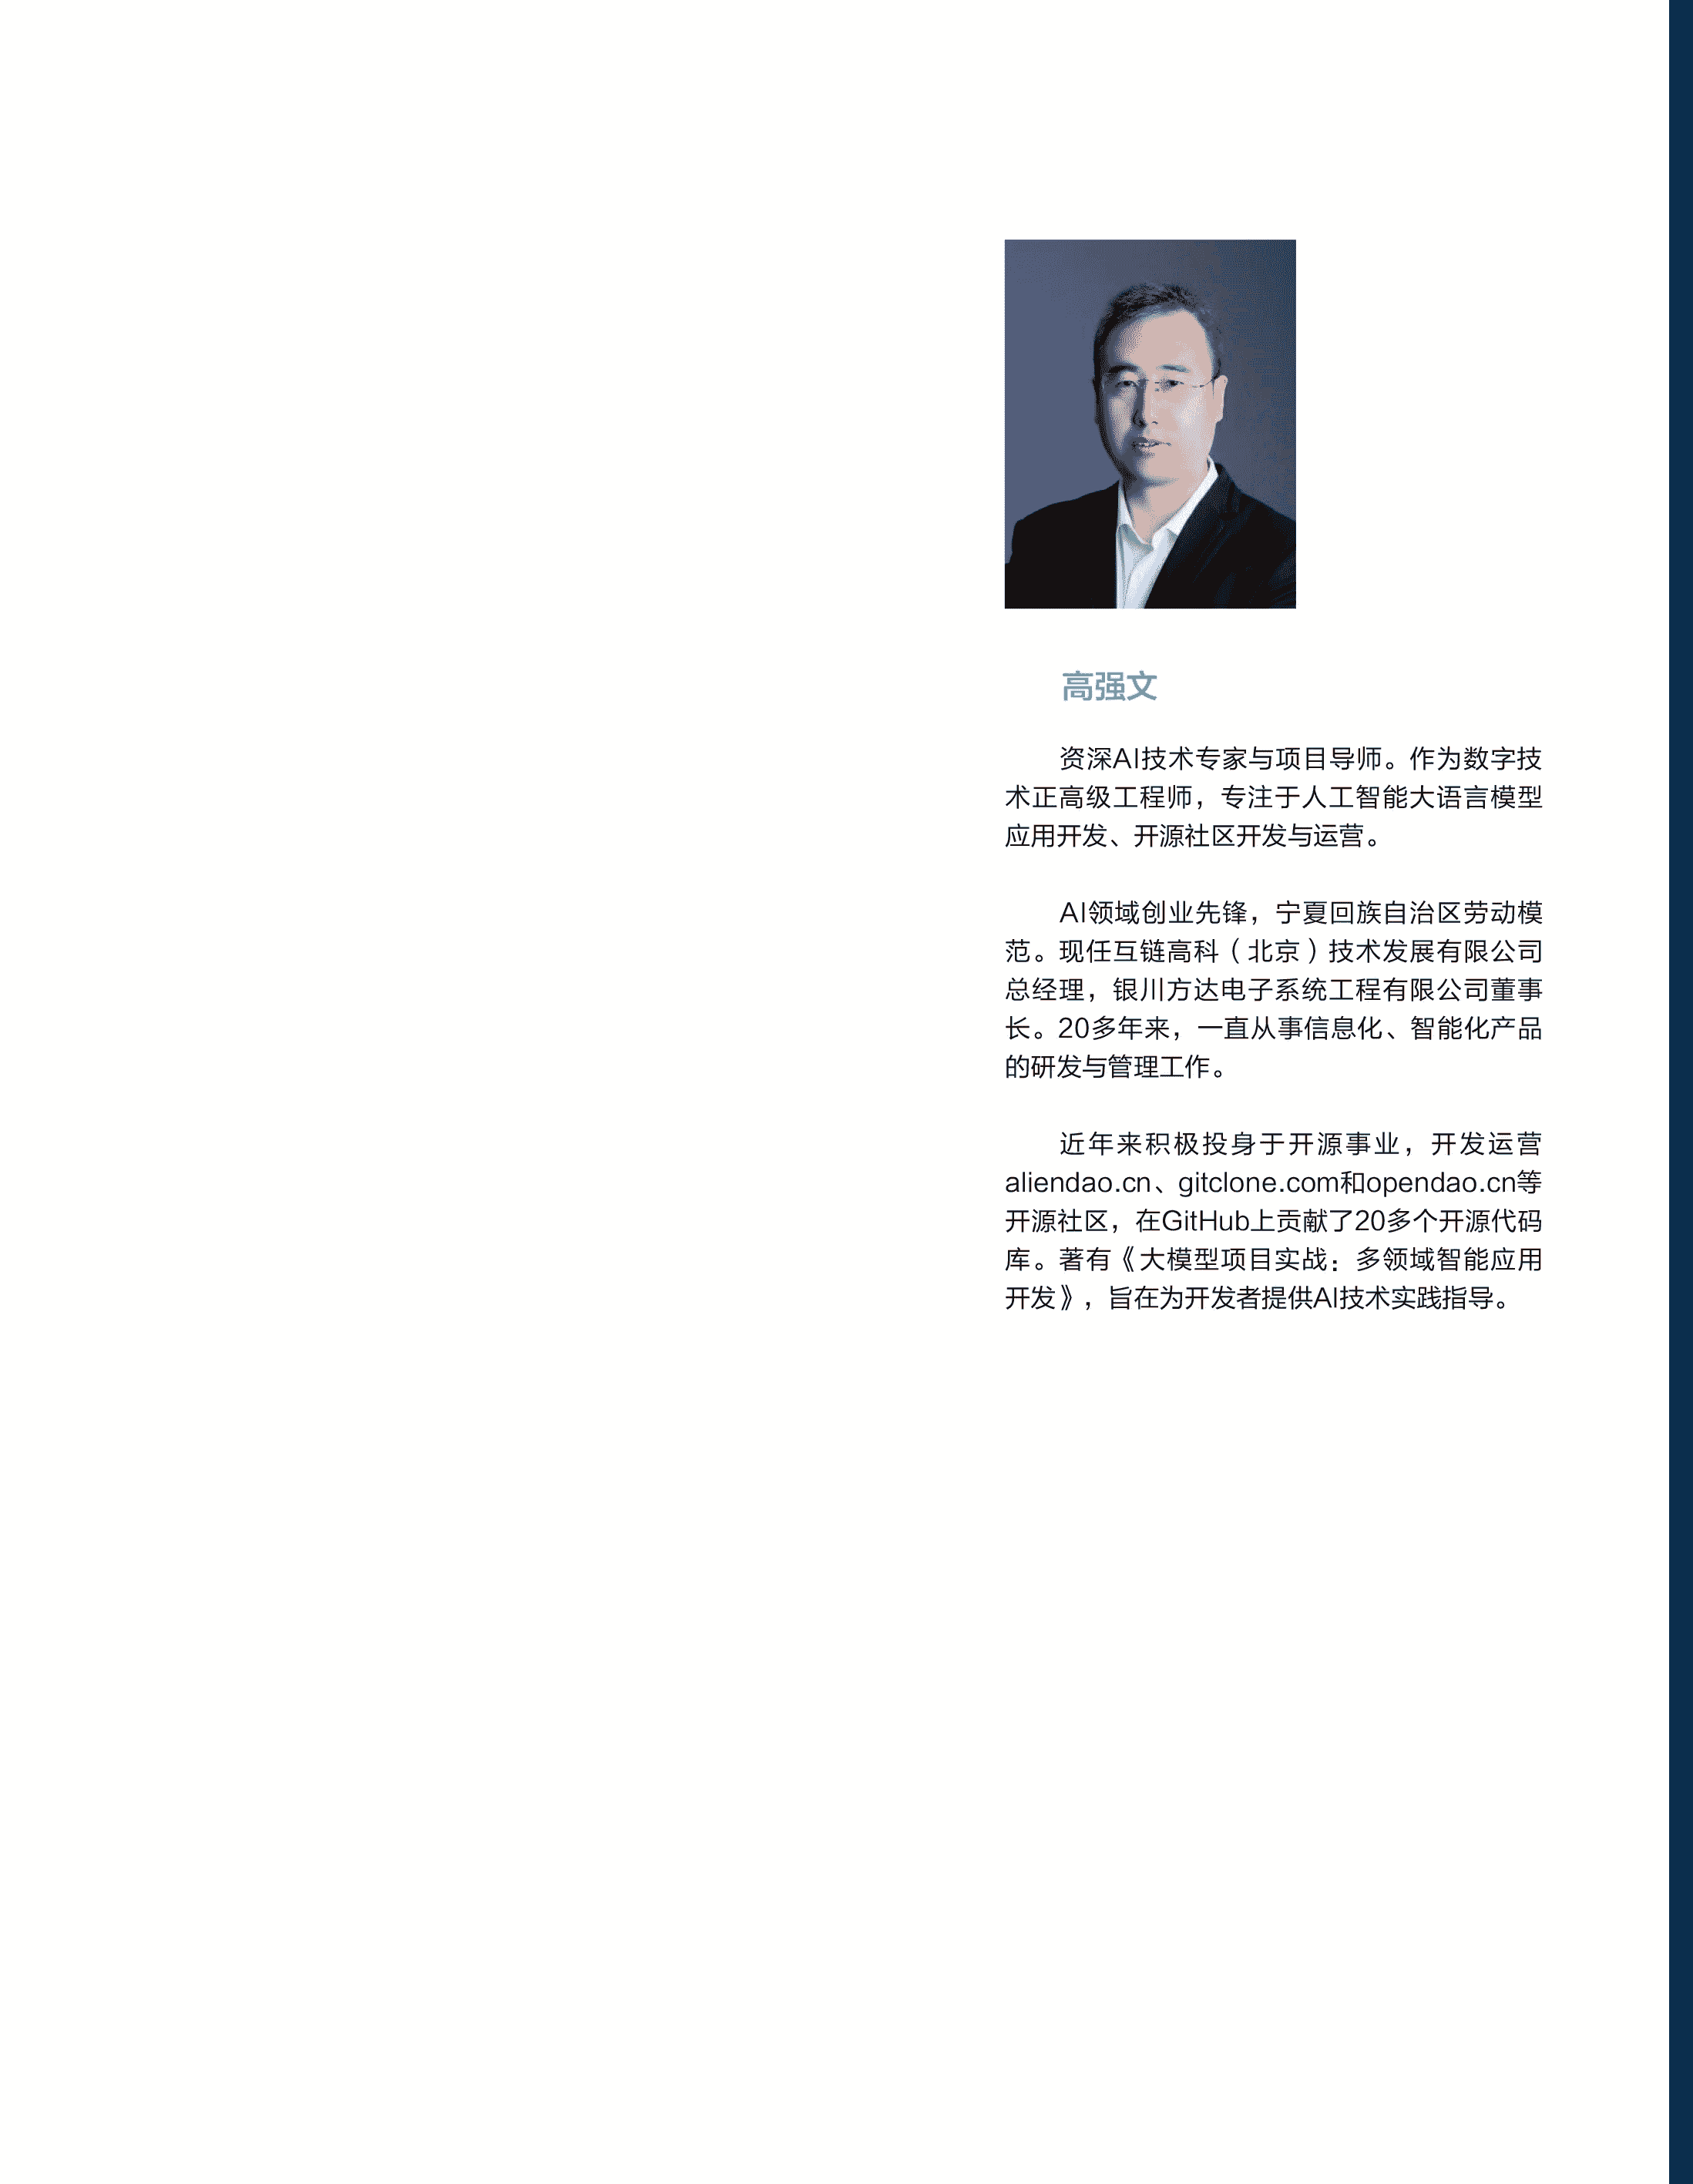 高强文
资深AI技术专家与项目导师。作为数字技
术正高级工程师，专注于人工智能大语言模型
应用开发、开源社区开发与运营。
AI领域创业先锋，宁夏回族自治区劳动模
范。现任互链高科（北京）技术发展有限公司
总经理，银川方达电子系统工程有限公司董事
长。20多年来，一直从事信息化、智能化产品
的研发与管理工作。
近年来积极投身于开源事业，开发运营
aliendao.cn、gitclone.com和opendao.cn等
开源社区，在GitHub上贡献了20多个开源代码
库。著有《大模型项目实战：多领域智能应用
开发》，旨在为开发者提供AI技术实践指导。